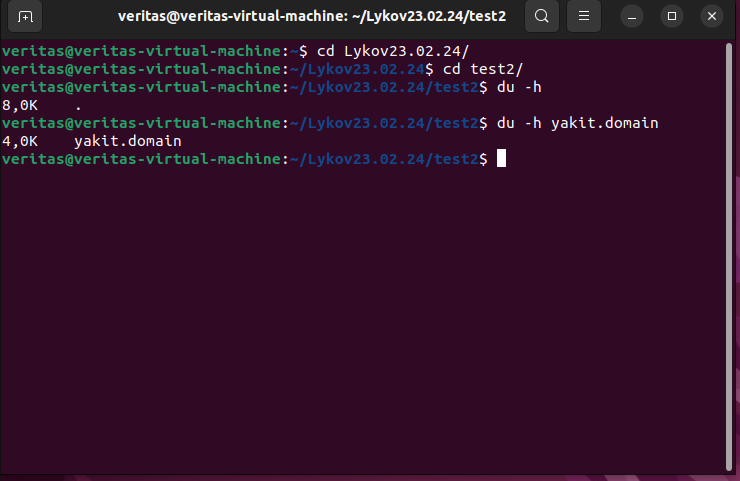 veritas@veritas-virtual-machine: ~/Lykov23.02.24/test2
veritas@veritas-virtual-machine:~$ cd Lykov23.02.24/
veritas@veritas-virtual-machine:~/Lykov23.02.24$ cd test2/
veritas@veritas-virtual-machine:~/Lykov23.02.24/test2$ du -h
8,0K    .
veritas@veritas-virtual-machine:~/Lykov23.02.24/test2$ du -h yakit.domain
4,0K    yakit.domain
veritas@veritas-virtual-machine:~/Lykov23.02.24/test2$